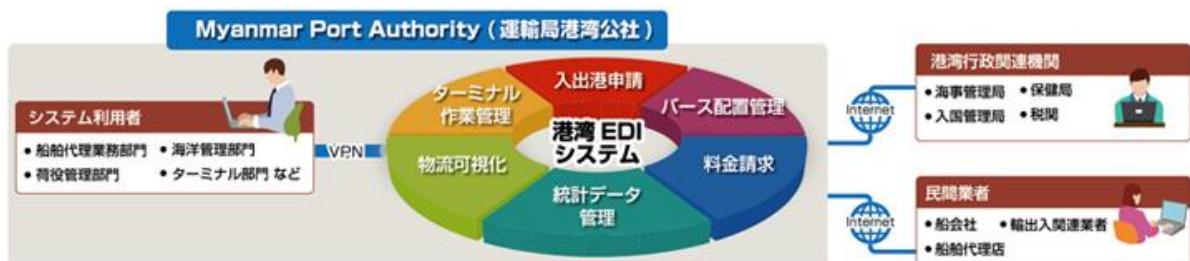 Myanmar Port Authority（運輸局港湾公社）
システム利用者
• 船舶代理業務部門 • 海洋管理部門
• 荷役管理部門 • ターミナル部門 など
VPN
ターミナル
作業管理
入出港申請
バース配置管理
物流可視化
港湾 EDI
システム
料金請求
統計データ
管理
Internet
港湾行政関連機関
• 海事管理局 • 保健局
• 入国管理局 • 税関
Internet
民間業者
• 船会社 • 輸出入関連業者
• 船舶代理店